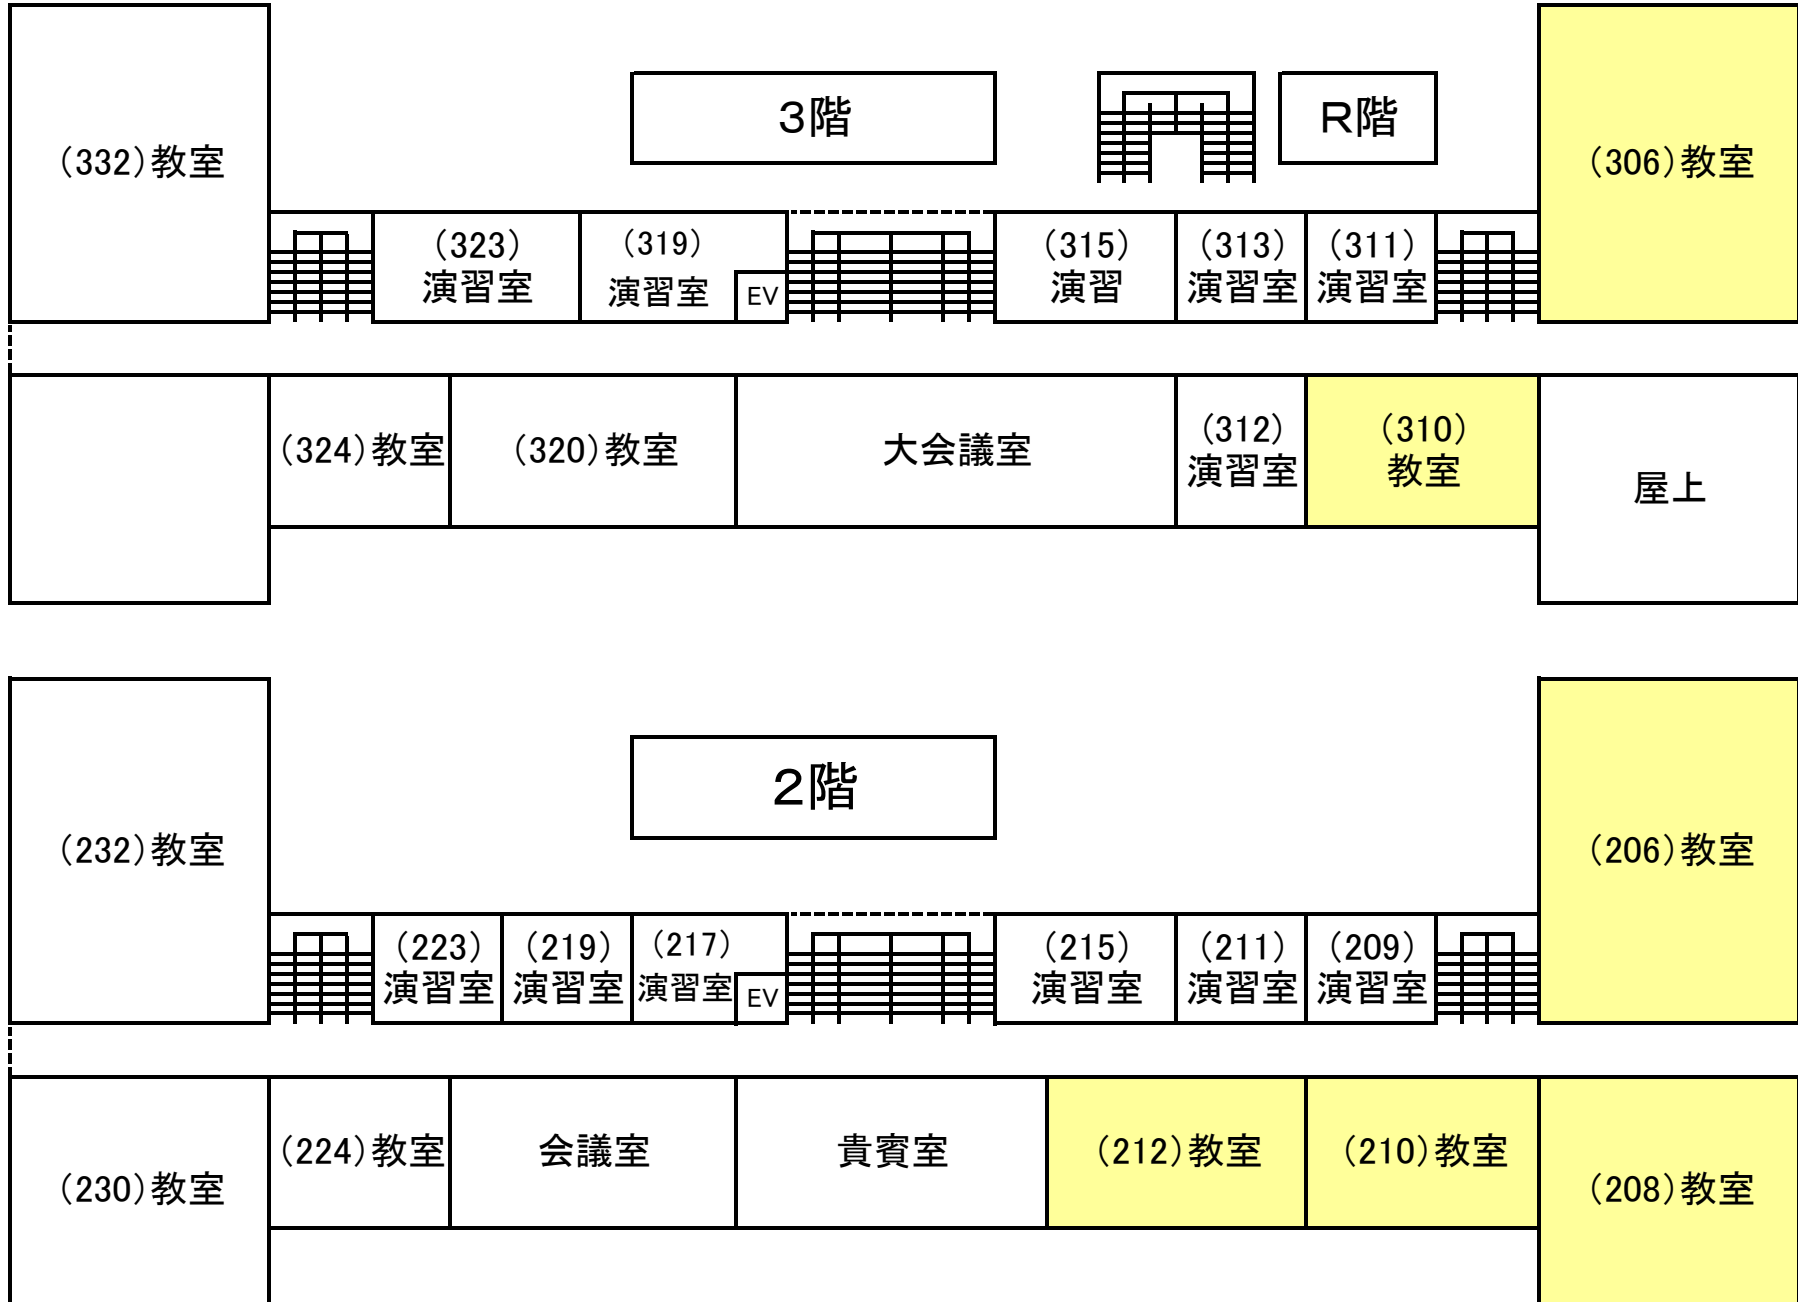 3階
R階
(332)教室
(306)教室
(323)
演習室
(319)
演習室
EV
(315)
演習
(313)
演習室
(311)
演習室
(324)教室
(320)教室
大会議室
(312)
演習室
(310)
教室
屋上
2階
(232)教室
(206)教室
(223)
演習室
(219)
演習室
(217)
演習室
EV
(215)
演習室
(211)
演習室
(209)
演習室
(230)教室
(224)教室
会議室
貴賓室
(212)教室
(210)教室
(208)教室